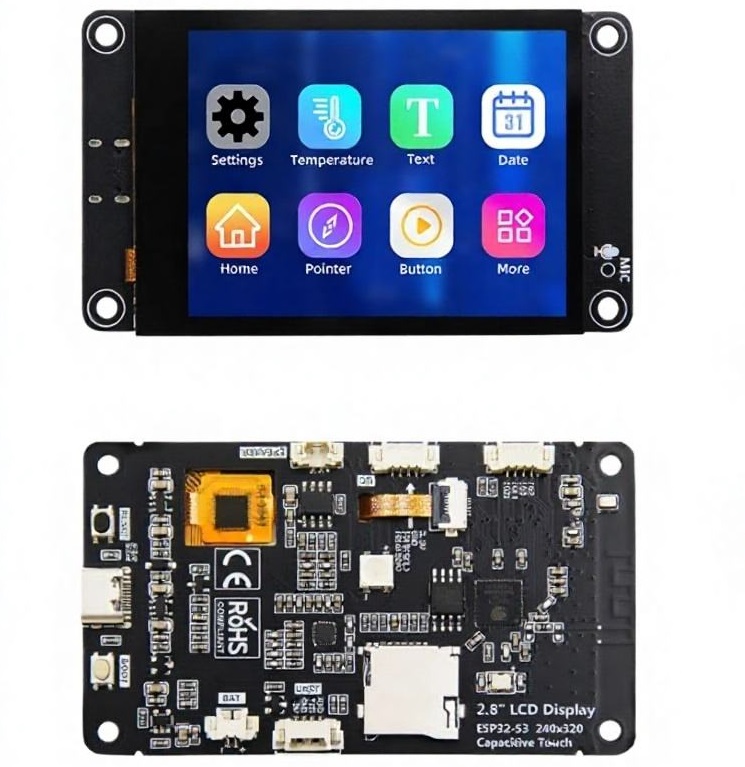 Settings Temperature Text Date
31
Home Pointer Button More
MIC
SPEAKER
RESET
CE
RoHS
COMPLIANT
BOOT
BAT
UART
2.8" LCD Display
ESP32-S3 240x320
Capacitive Touch